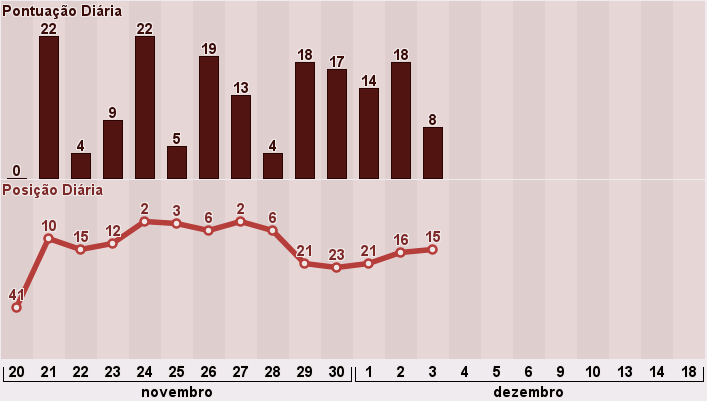 Pontuação Diária
0 22 4 9 22 5 19 13 4 18 17 14 18 8
Posição Diária
41 10 15 12 2 3 6 2 6 21 23 21 16 15
20 21 22 23 24 25 26 27 28 29 30 1 2 3 4 5 6 9 10 13 14 18
novembro dezembro